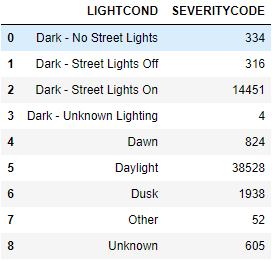 LIGHTCOND SEVERITYCODE
0 Dark - No Street Lights 334
1 Dark - Street Lights Off 316
2 Dark - Street Lights On 14451
3 Dark - Unknown Lighting 4
4 Dawn 824
5 Daylight 38528
6 Dusk 1938
7 Other 52
8 Unknown 605